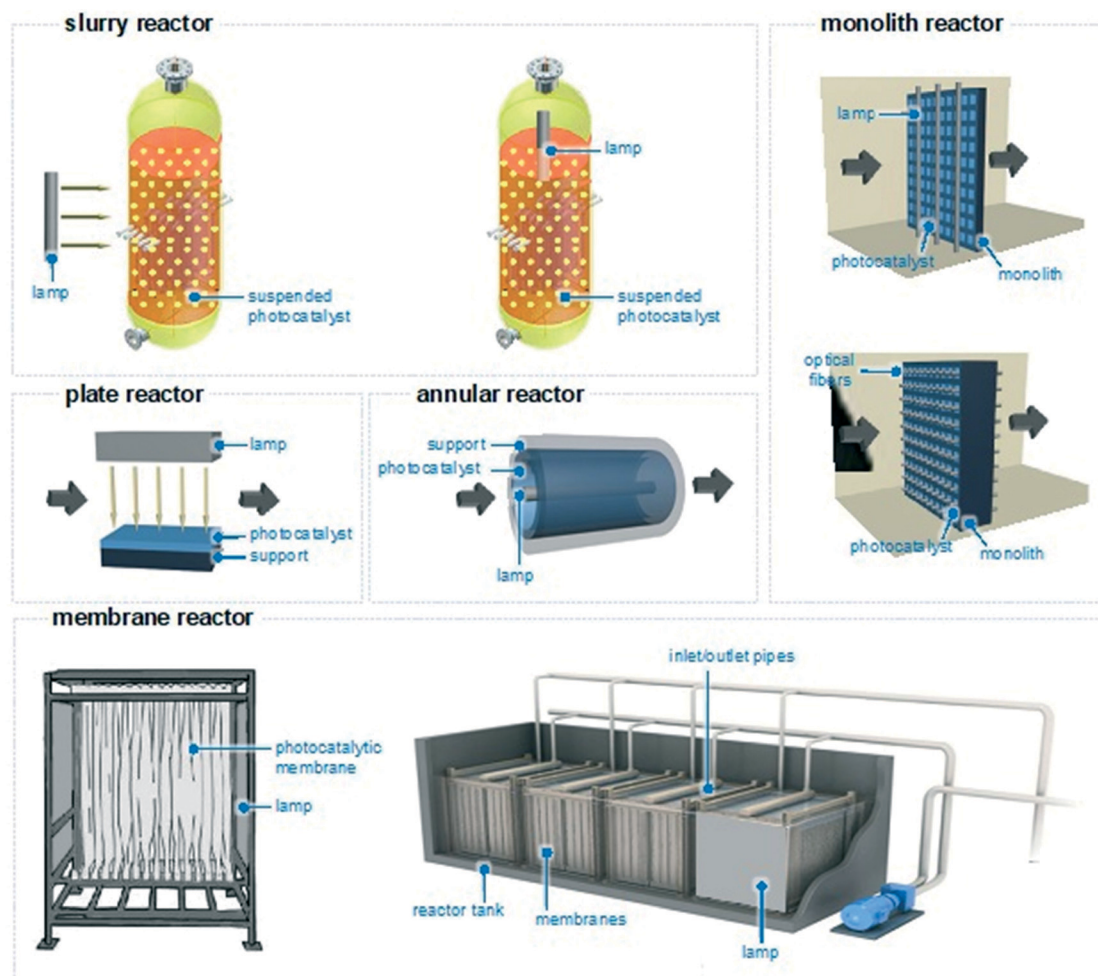 slurry reactor
lamp
suspended
photocatalyst
lamp
suspended
photocatalyst
monolith reactor
lamp
photocatalyst
monolith
optical
fibers
photocatalyst
monolith
plate reactor
lamp
photocatalyst
support
annular reactor
support
photocatalyst
lamp
membrane reactor
photocatalytic
membrane
lamp
inlet/outlet pipes
reactor tank
membranes
lamp